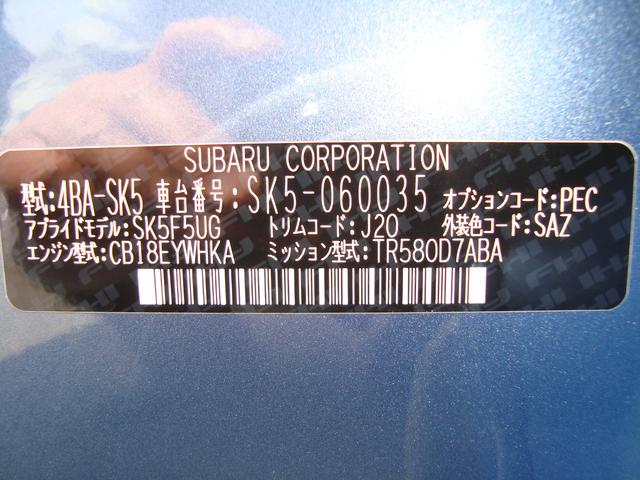 SUBARU CORPORATION
型式:4BA-SK5 車台番号:SK5-060035 オプションコード:PEC
アプライドモデル:SK5F5UG トリムコード:J20 外装色コード:SAZ
エンジン型式:CB18EYWHKA ミッション型式:TR580D7ABA